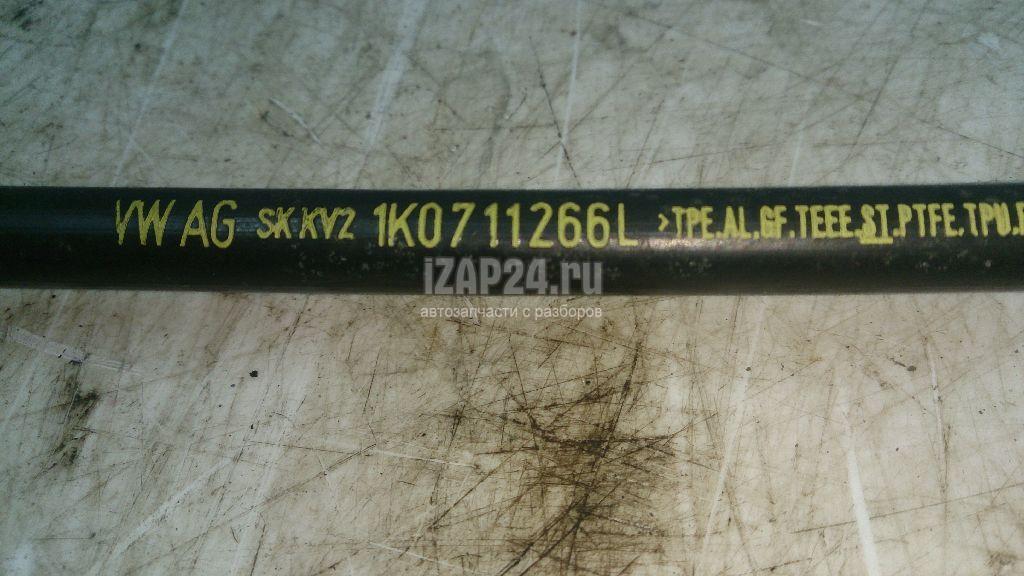 VW AG SK KV2 1K0711266L >TPE.AL.GF.TEEE.ST.PTFE.TPU.
iZAP24.ru
автозапчасти с разборов